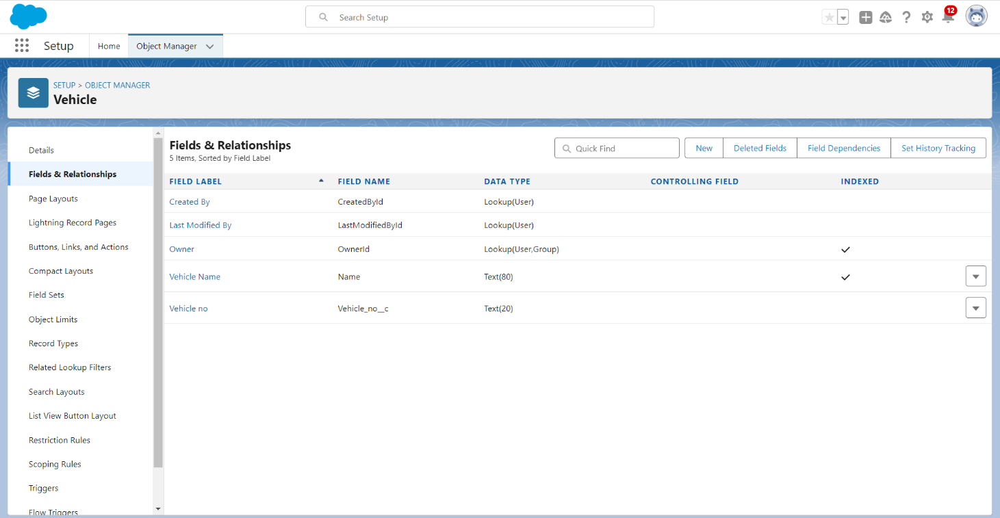 Search Setup
12
Setup
Home
Object Manager
SETUP > OBJECT MANAGER
Vehicle
Details
Fields & Relationships
Page Layouts
Lightning Record Pages
Buttons, Links, and Actions
Compact Layouts
Field Sets
Object Limits
Record Types
Related Lookup Filters
Search Layouts
List View Button Layout
Restriction Rules
Scoping Rules
Triggers
Flow Triggers
Fields & Relationships
5 Items, Sorted by Field Label
Quick Find
New
Deleted Fields
Field Dependencies
Set History Tracking
FIELD LABEL FIELD NAME DATA TYPE CONTROLLING FIELD INDEXED
Created By CreatedById Lookup(User)
Last Modified By LastModifiedById Lookup(User)
Owner OwnerId Lookup(User,Group)
Vehicle Name Name Text(80)
Vehicle no Vehicle_no__c Text(20)